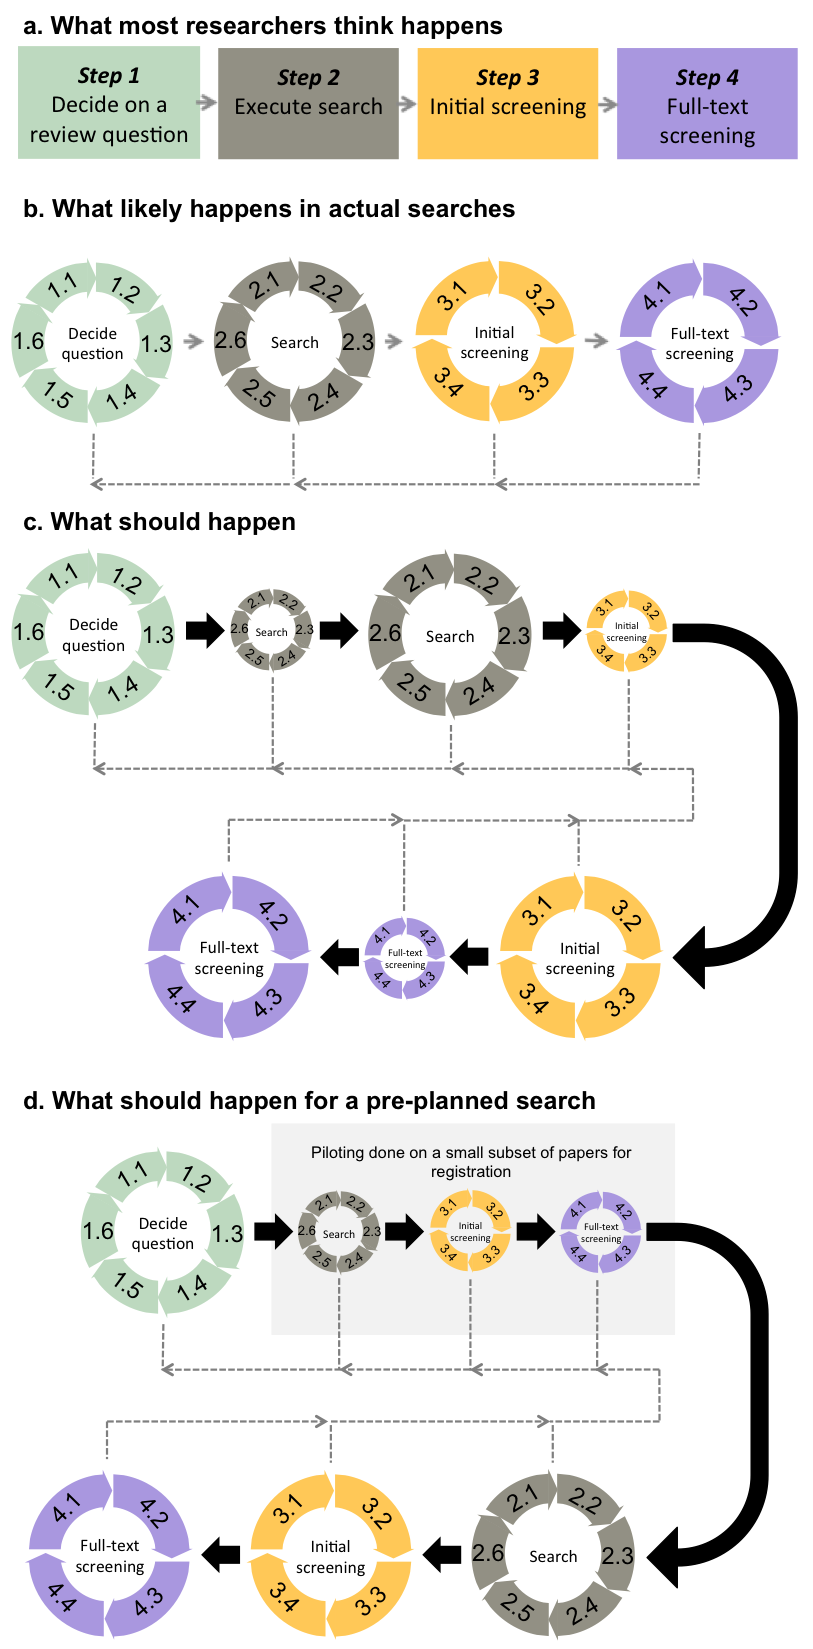 a. What most researchers think happens
Step 1
Decide on a
review question
Step 2
Execute search
Step 3
Initial screening
Step 4
Full-text
screening
b. What likely happens in actual searches
1.1
1.2
1.3
1.4
1.5
1.6
Decide
question
2.1
2.2
2.3
2.4
2.5
2.6
Search
3.1
3.2
3.3
3.4
Initial
screening
4.1
4.2
4.3
4.4
Full-text
screening
c. What should happen
1.1
1.2
1.3
1.4
1.5
1.6
Decide
question
2.1
2.2
2.3
2.4
2.5
2.6
Search
2.1
2.2
2.3
2.4
2.5
2.6
Search
3.1
3.2
3.3
3.4
Initial
screening
3.1
3.2
3.3
3.4
Initial
screening
4.1
4.2
4.3
4.4
Full-text
screening
4.1
4.2
4.3
4.4
Full-text
screening
d. What should happen for a pre-planned search
Piloting done on a small subset of papers for
registration
1.1
1.2
1.3
1.4
1.5
1.6
Decide
question
2.1
2.2
2.3
2.4
2.5
2.6
Search
3.1
3.2
3.3
3.4
Initial
screening
4.1
4.2
4.3
4.4
Full-text
screening
2.1
2.2
2.3
2.4
2.5
2.6
Search
3.1
3.2
3.3
3.4
Initial
screening
4.1
4.2
4.3
4.4
Full-text
screening